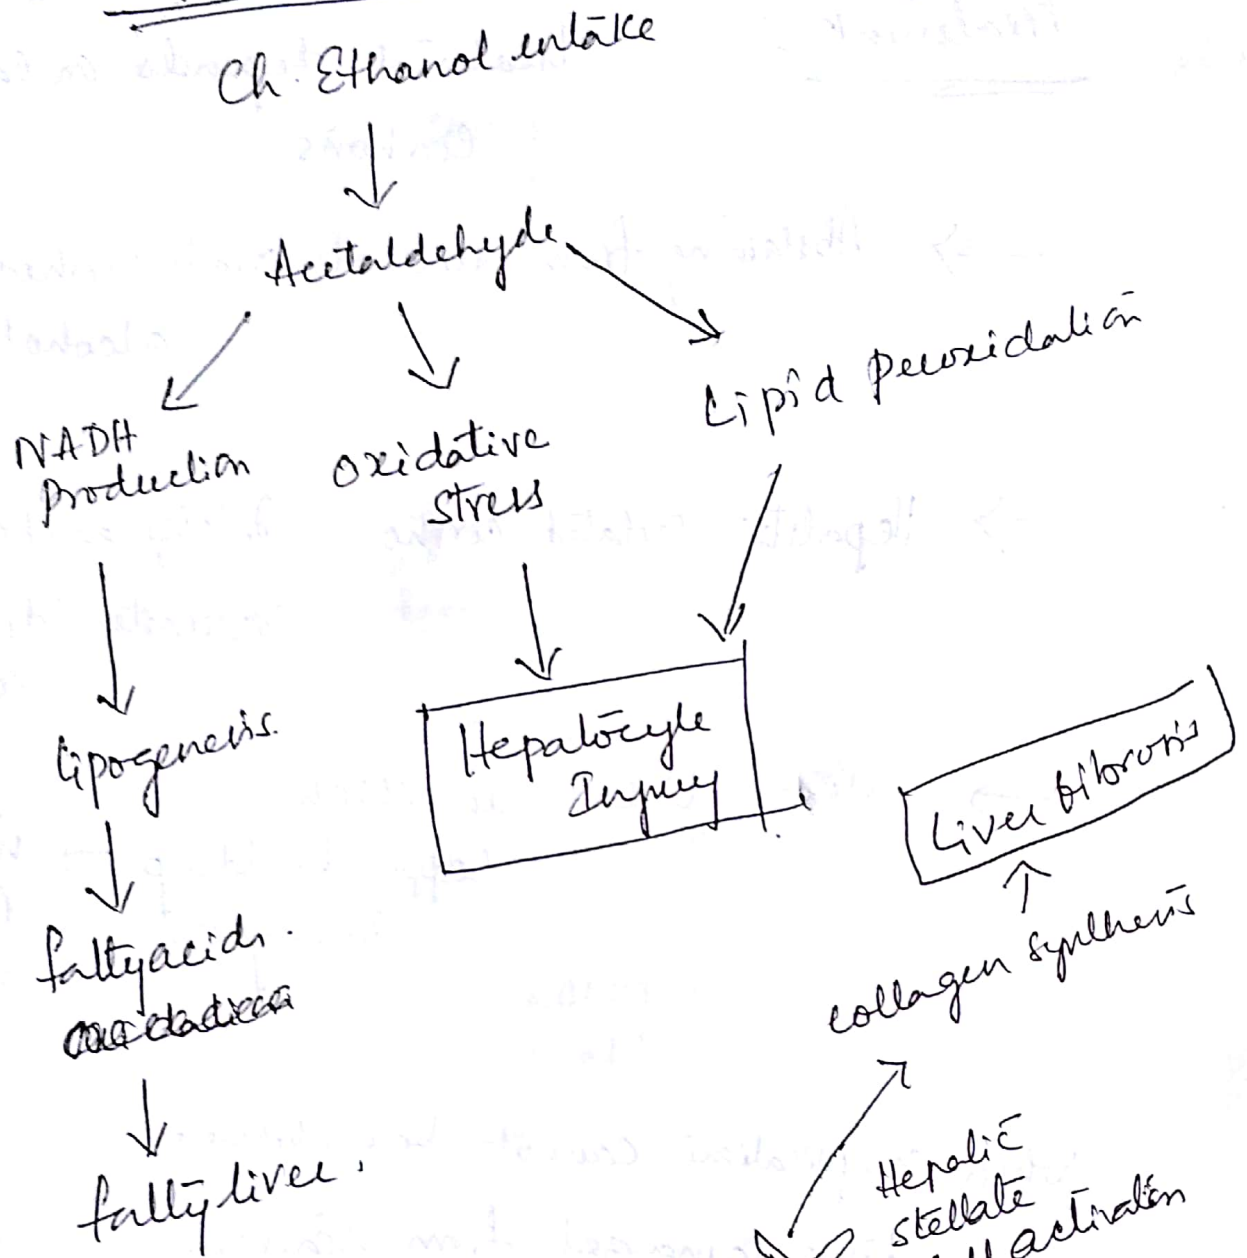 Ch. Ethanol intake
Acetaldehyde
NADH
Production
oxidative
stress
Lipid Peroxidation
lipogenesis.
Hepatocyte
Injury
Liver fibrosis
fatty acids.
collagen synthesis
fatty liver.
Hepatic
stellate
activation